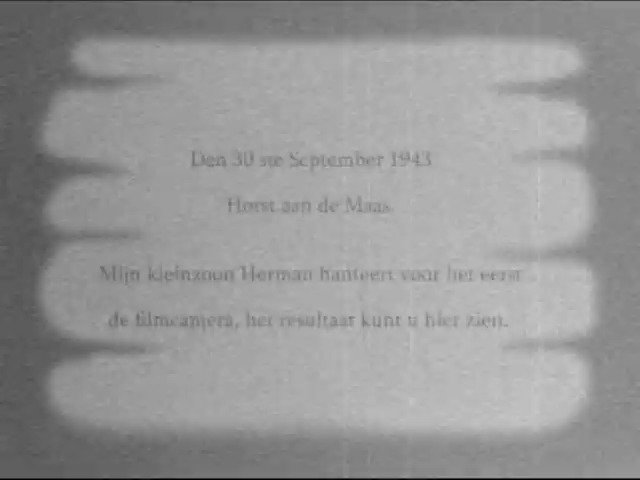 Den 30 ste September 1943
Horst aan de Maas
Mijn kleinzoon Herman hanteert voor het eerst
de filmcamera, het resultaat kunt u hier zien.